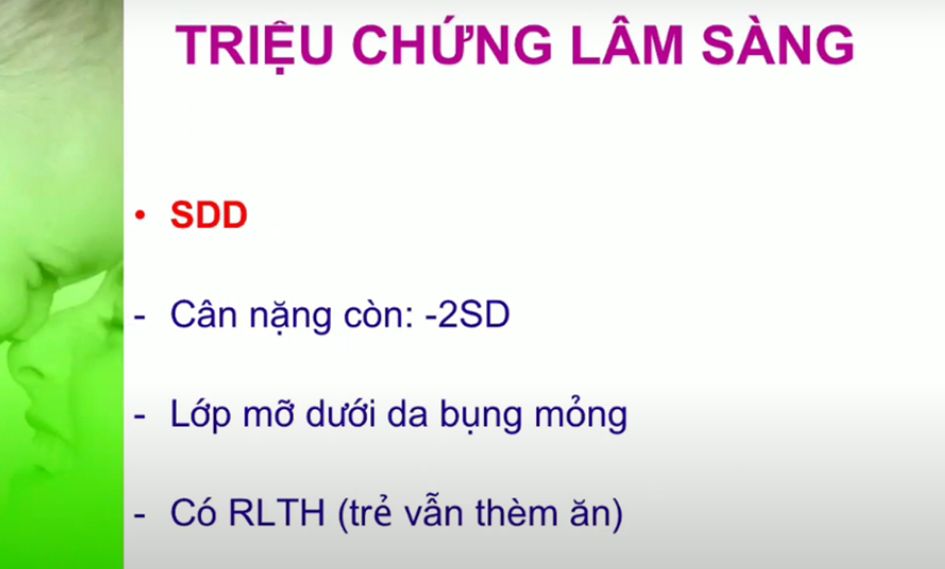 TRIỆU CHỨNG LÂM SÀNG
• SDD
- Cân nặng còn: -2SD
- Lớp mỡ dưới da bụng mỏng
- Có RLTH (trẻ vẫn thèm ăn)